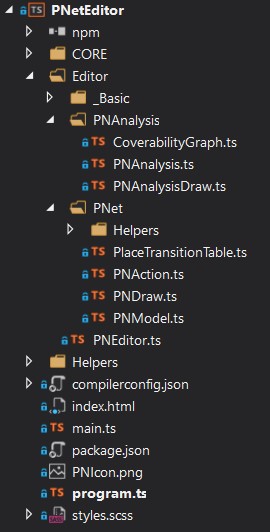 TS PNetEditor
npm
CORE
Editor
_Basic
PNAnalysis
TS CoverabilityGraph.ts
TS PNAnalysis.ts
TS PNAnalysisDraw.ts
PNet
Helpers
TS PlaceTransitionTable.ts
TS PNAction.ts
TS PNDraw.ts
TS PNModel.ts
TS PNEditor.ts
Helpers
compilerconfig.json
index.html
TS main.ts
package.json
PNIcon.png
TS program.ts
styles.scss